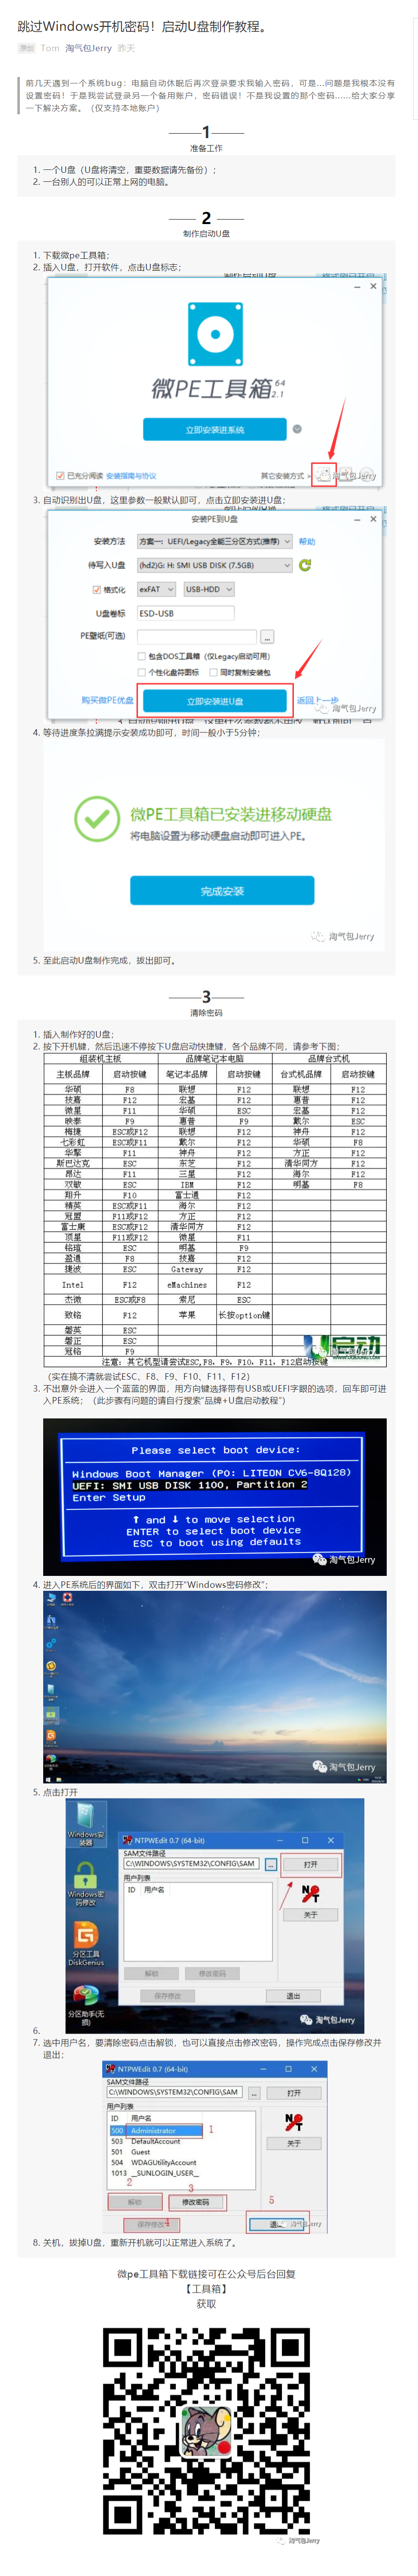 跳过Windows开机密码！启动U盘制作教程。
原创 Tom 淘气包Jerry 昨天
前几天遇到一个系统bug：电脑自动休眠后再次登录要求我输入密码，可是...问题是我根本没有
设置密码！于是我尝试登录另一个备用账户，密码错误！不是我设置的那个密码......给大家分享
一下解决方案。（仅支持本地账户）
1
准备工作
1. 一个U盘（U盘将清空，重要数据请先备份）；
2. 一台别人的可以正常上网的电脑。
2
制作启动U盘
1. 下载微pe工具箱；
2. 插入U盘，打开软件，点击U盘标志；
微PE工具箱 64 2.1
立即安装进系统
已充分阅读 安装指南与协议 其它安装方式
淘气包Jerry
3. 自动识别出U盘，这里参数一般默认即可，点击立即安装进U盘；
安装PE到U盘
安装方法 方案一：UEFI/Legacy全能三分区方式(推荐) 帮助
待写入U盘 (hd2)G: H: SMI USB DISK (7.5GB)
格式化 exFAT USB-HDD
U盘卷标 ESD-USB
PE壁纸(可选) ...
包含DOS工具箱（仅Legacy启动可用）
个性化盘符图标 同时复制安装包
购买微PE优盘 立即安装进U盘 返回上一步
淘气包Jerry
4. 等待进度条拉满提示安装成功即可，时间一般小于5分钟；
微PE工具箱已安装进移动硬盘
将电脑设置为移动硬盘启动即可进入PE。
完成安装
淘气包Jerry
5. 至此启动U盘制作完成，拔出即可。
3
清除密码
1. 插入制作好的U盘；
2. 按下开机键，然后迅速不停按下U盘启动快捷键，各个品牌不同，请参考下图；
组装机主板 品牌笔记本电脑 品牌台式机
主板品牌 启动按键 笔记本品牌 启动按键 台式机品牌 启动按键
华硕 F8 联想 F12 联想 F12
技嘉 F12 宏基 F12 惠普 F12
微星 F11 华硕 ESC 宏基 F12
映泰 F9 惠普 F9 戴尔 ESC
梅捷 ESC或F12 联想 F12 神舟 F12
七彩虹 ESC或F11 戴尔 F12 华硕 F8
华擎 F11 神舟 F12 方正 F12
斯巴达克 ESC 东芝 F12 清华同方 F12
昂达 F11 三星 F12 海尔 F12
双敏 ESC IBM F12 明基 F8
翔升 F10 富士通 F12
精英 ESC或F11 海尔 F12
冠盟 F11或F12 方正 F12
富士康 ESC或F12 清华同方 F12
顶星 F11或F12 微星 F11
铭瑄 ESC 明基 F9
盈通 F8 技嘉 F12
捷波 ESC Gateway F12
Intel F12 eMachines F12
杰微 ESC或F8 索尼 ESC
致铭 F12 苹果 长按option键
磐英 ESC
磐正 ESC
冠铭 F9
注意：其它机型请尝试ESC,F8，F9，F10，F11，F12启动按键
（实在搞不清就尝试ESC、F8、F9、F10、F11、F12）
3. 不出意外会进入一个蓝蓝的界面，用方向键选择带有USB或UEFI字眼的选项，回车即可进
入PE系统；（此步骤有问题的请自行搜索"品牌+U盘启动教程"）
Please select boot device:
Windows Boot Manager (P0: LITEON CV6-8Q128)
UEFI: SMI USB DISK 1100, Partition 2
Enter Setup
↑ and ↓ to move selection
ENTER to select boot device
ESC to boot using defaults
淘气包Jerry
4. 进入PE系统后的界面如下，双击打开"Windows密码修改"；
淘气包Jerry
5. 点击打开
Windows安
装器
Windows密
码修改
分区工具
DiskGenius
分区助手(无
损)
NTPWEdit 0.7 (64-bit)
SAM文件路径
C:\WINDOWS\SYSTEM32\CONFIG\SAM ... 打开
用户列表
ID 用户名
关于
解锁 修改密码
保存修改 退出
淘气包Jerry
6.
7. 选中用户名，要清除密码点击解锁，也可以直接点击修改密码，操作完成点击保存修改并
退出；
NTPWEdit 0.7 (64-bit)
SAM文件路径
C:\WINDOWS\SYSTEM32\CONFIG\SAM ... 打开
用户列表
ID 用户名
500 Administrator 1
503 DefaultAccount 关于
501 Guest
504 WDAGUtilityAccount
1013 __SUNLOGIN_USER__
2 3 5
解锁 修改密码
4
保存修改
8. 关机，拔掉U盘，重新开机就可以正常进入系统了。
微pe工具箱下载链接可在公众号后台回复
【工具箱】
获取
淘气包Jerry